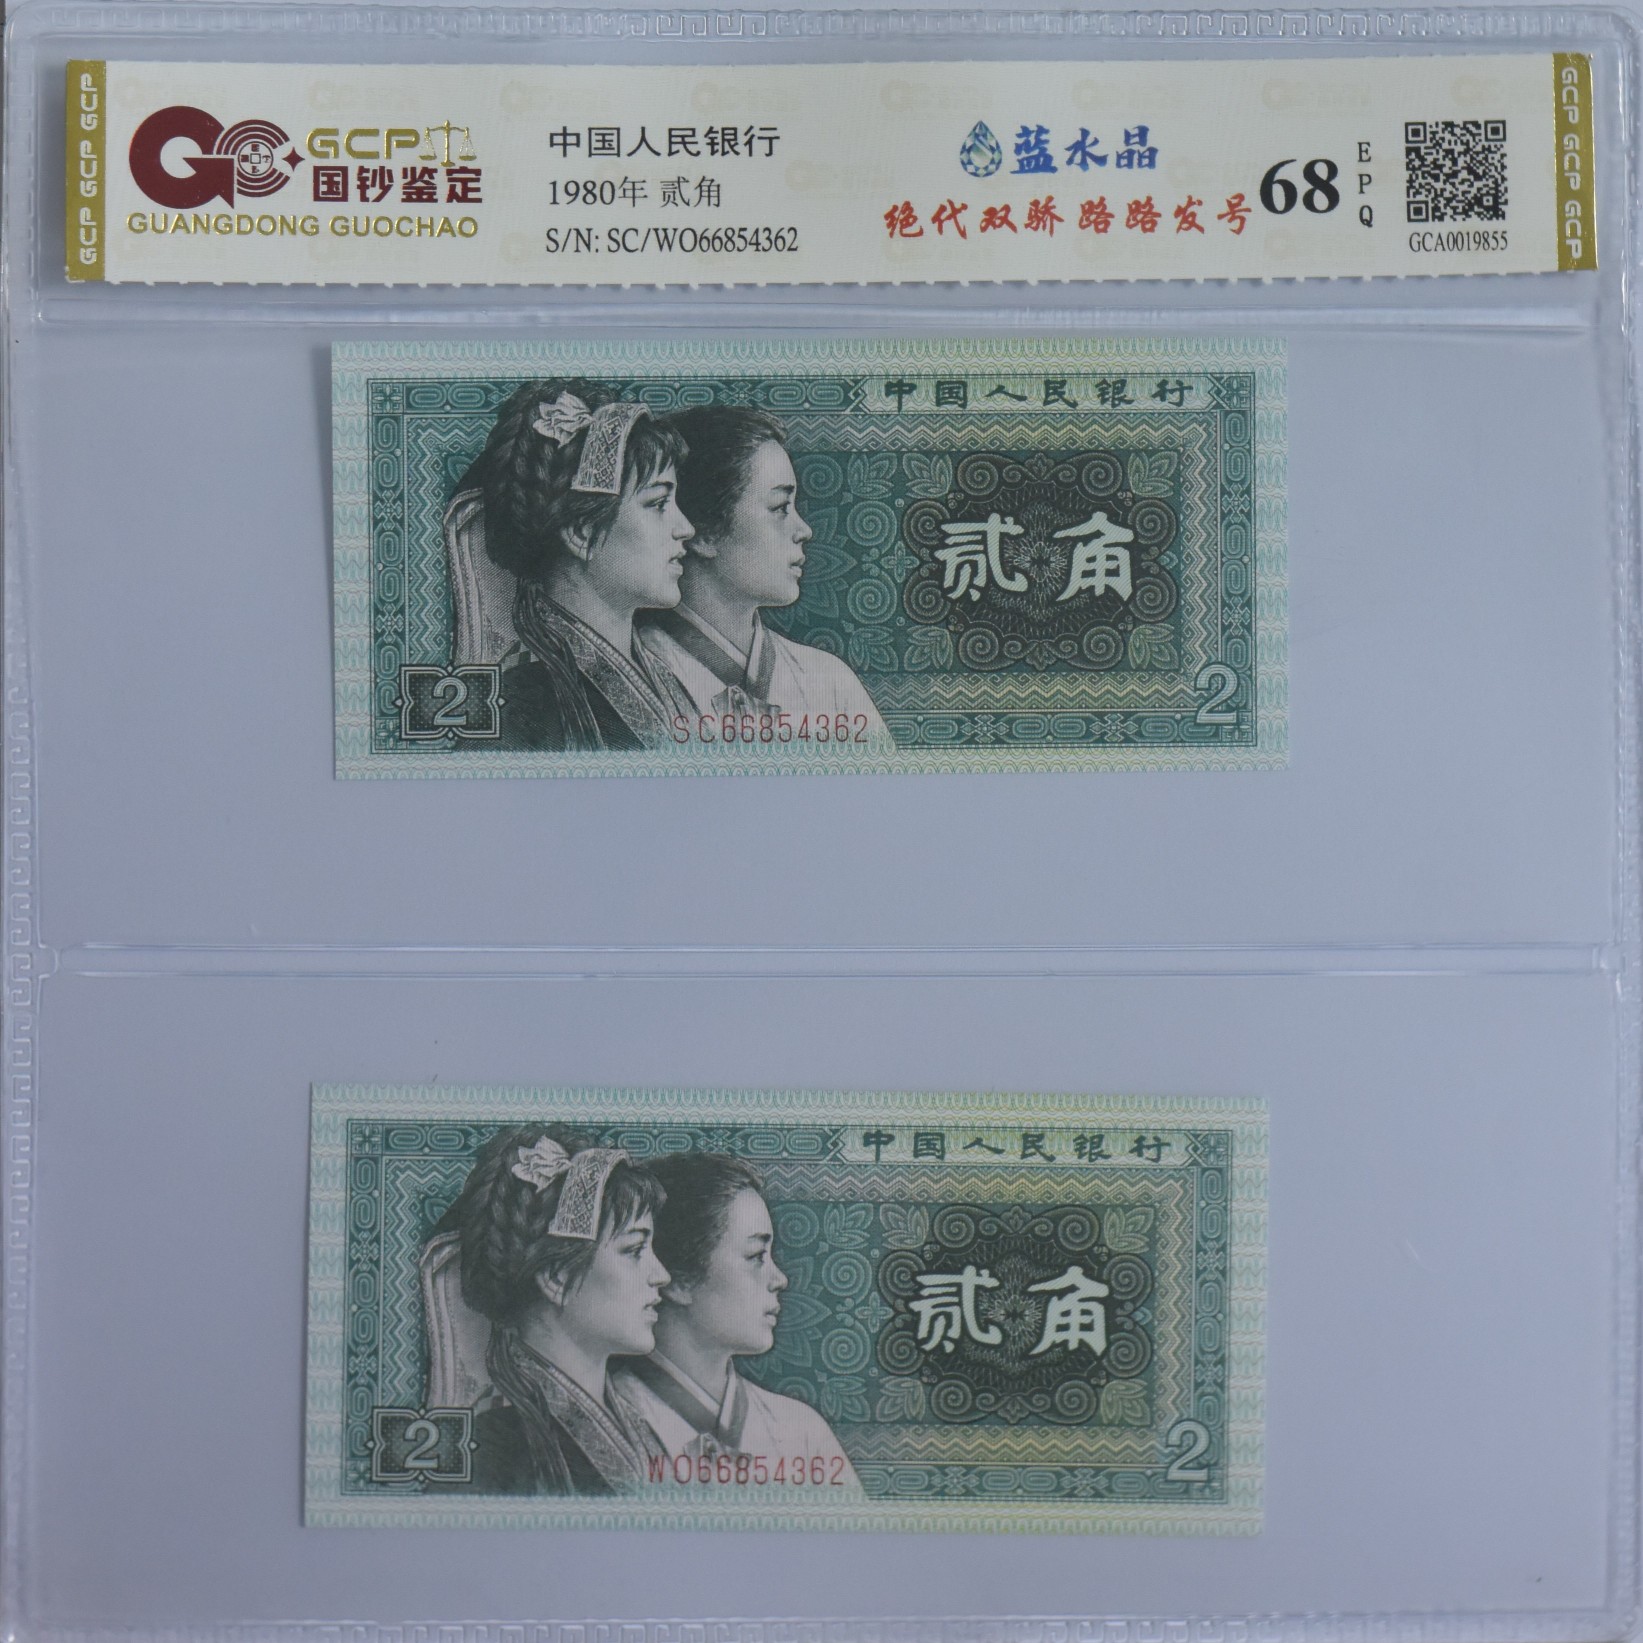 GCP
国钞鉴定
GUANGDONG GUOCHAO
中国人民银行
1980年 贰角
S/N: SC/WO66854362
蓝水晶
绝代双骄 路路发号
68
EPQ
GCA0019855
GCP GCP GCP
GCP GCP GCP
中国人民银行
贰角
2
2
SC66854362
中国人民银行
贰角
2
2
WO66854362